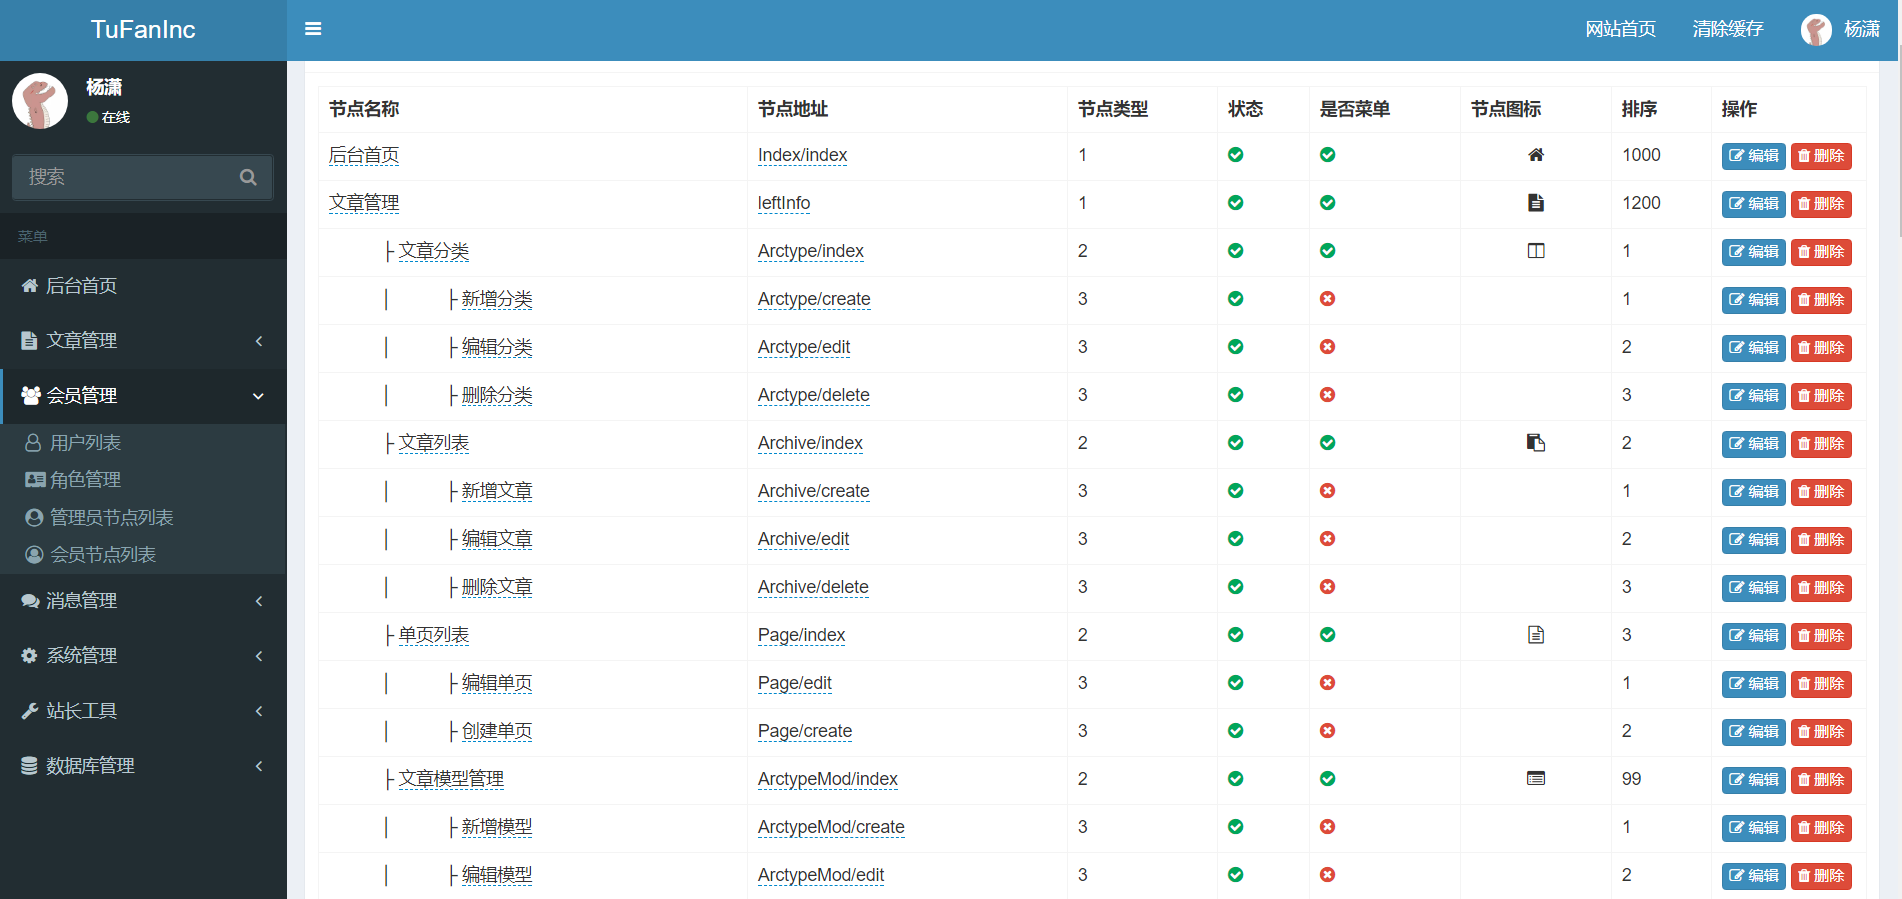 TuFanInc
网站首页 清除缓存 杨潇
杨潇
在线
搜索
菜单
后台首页
文章管理
会员管理
用户列表
角色管理
管理员节点列表
会员节点列表
消息管理
系统管理
站长工具
数据库管理
节点名称 节点地址 节点类型 状态 是否菜单 节点图标 排序 操作
后台首页 Index/index 1 1000 编辑 删除
文章管理 leftInfo 1 1200 编辑 删除
├ 文章分类 Arctype/index 2 1 编辑 删除
│ ├ 新增分类 Arctype/create 3 1 编辑 删除
│ ├ 编辑分类 Arctype/edit 3 2 编辑 删除
│ ├ 删除分类 Arctype/delete 3 3 编辑 删除
├ 文章列表 Archive/index 2 2 编辑 删除
│ ├ 新增文章 Archive/create 3 1 编辑 删除
│ ├ 编辑文章 Archive/edit 3 2 编辑 删除
│ ├ 删除文章 Archive/delete 3 3 编辑 删除
├ 单页列表 Page/index 2 3 编辑 删除
│ ├ 编辑单页 Page/edit 3 1 编辑 删除
│ ├ 创建单页 Page/create 3 2 编辑 删除
├ 文章模型管理 ArctypeMod/index 2 99 编辑 删除
│ ├ 新增模型 ArctypeMod/create 3 1 编辑 删除
│ ├ 编辑模型 ArctypeMod/edit 3 2 编辑 删除